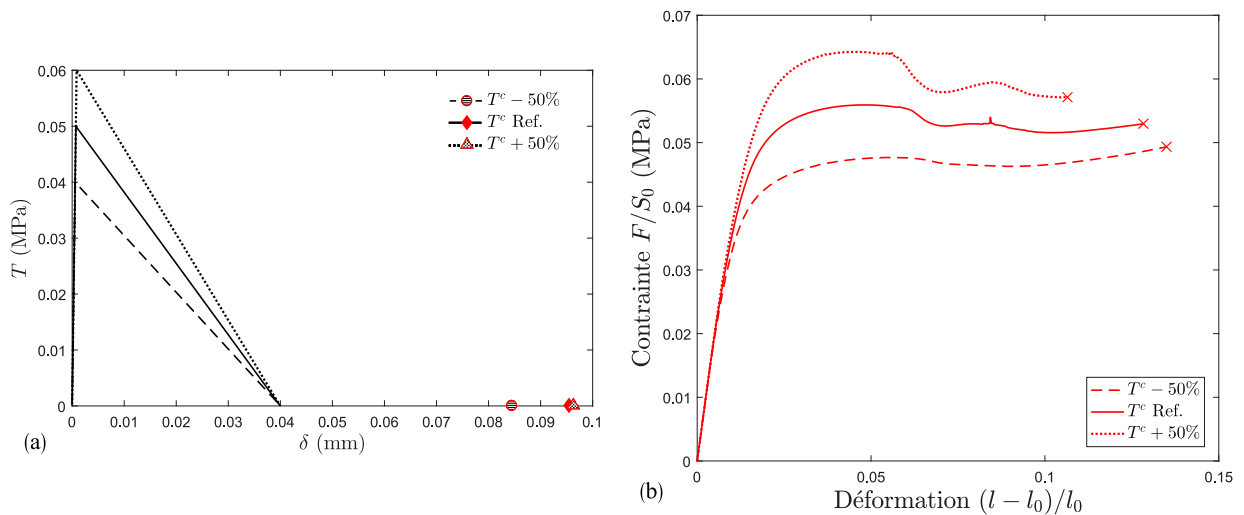 0.06
0.05
0.04
0.03
0.02
0.01
0
T (MPa)
0 0.01 0.02 0.03 0.04 0.05 0.06 0.07 0.08 0.09 0.1
δ (mm)
T^c − 50%
T^c Ref.
T^c + 50%
(a)
0.07
0.06
0.05
0.04
0.03
0.02
0.01
0
Contrainte F/S_0 (MPa)
0 0.05 0.1 0.15
Déformation (l − l_0)/l_0
T^c − 50%
T^c Ref.
T^c + 50%
(b)